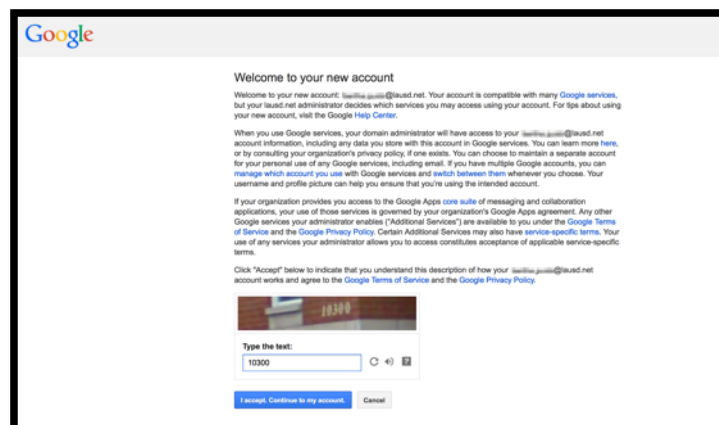 Google
Welcome to your new account
Welcome to your new account: @lausd.net. Your account is compatible with many Google services,
but your lausd.net administrator decides which services you may access using your account. For tips about using
your new account, visit the Google Help Center.
When you use Google services, your domain administrator will have access to your @lausd.net
account information, including any data you store with this account in Google services. You can learn more here,
or by consulting your organization's privacy policy, if one exists. You can choose to maintain a separate account
for your personal use of any Google services, including email. If you have multiple Google accounts, you can
manage which account you use with Google services and switch between them whenever you choose. Your
username and profile picture can help you ensure that you're using the intended account.
If your organization provides you access to the Google Apps core suite of messaging and collaboration
applications, your use of those services is governed by your organization's Google Apps agreement. Any other
Google services your administrator enables ("Additional Services") are available to you under the Google Terms
of Service and the Google Privacy Policy. Certain Additional Services may also have service-specific terms. Your
use of any services your administrator allows you to access constitutes acceptance of applicable service-specific
terms.
Click "Accept" below to indicate that you understand this description of how your @lausd.net
account works and agree to the Google Terms of Service and the Google Privacy Policy.
10300
Type the text:
10300
?
I accept. Continue to my account. Cancel